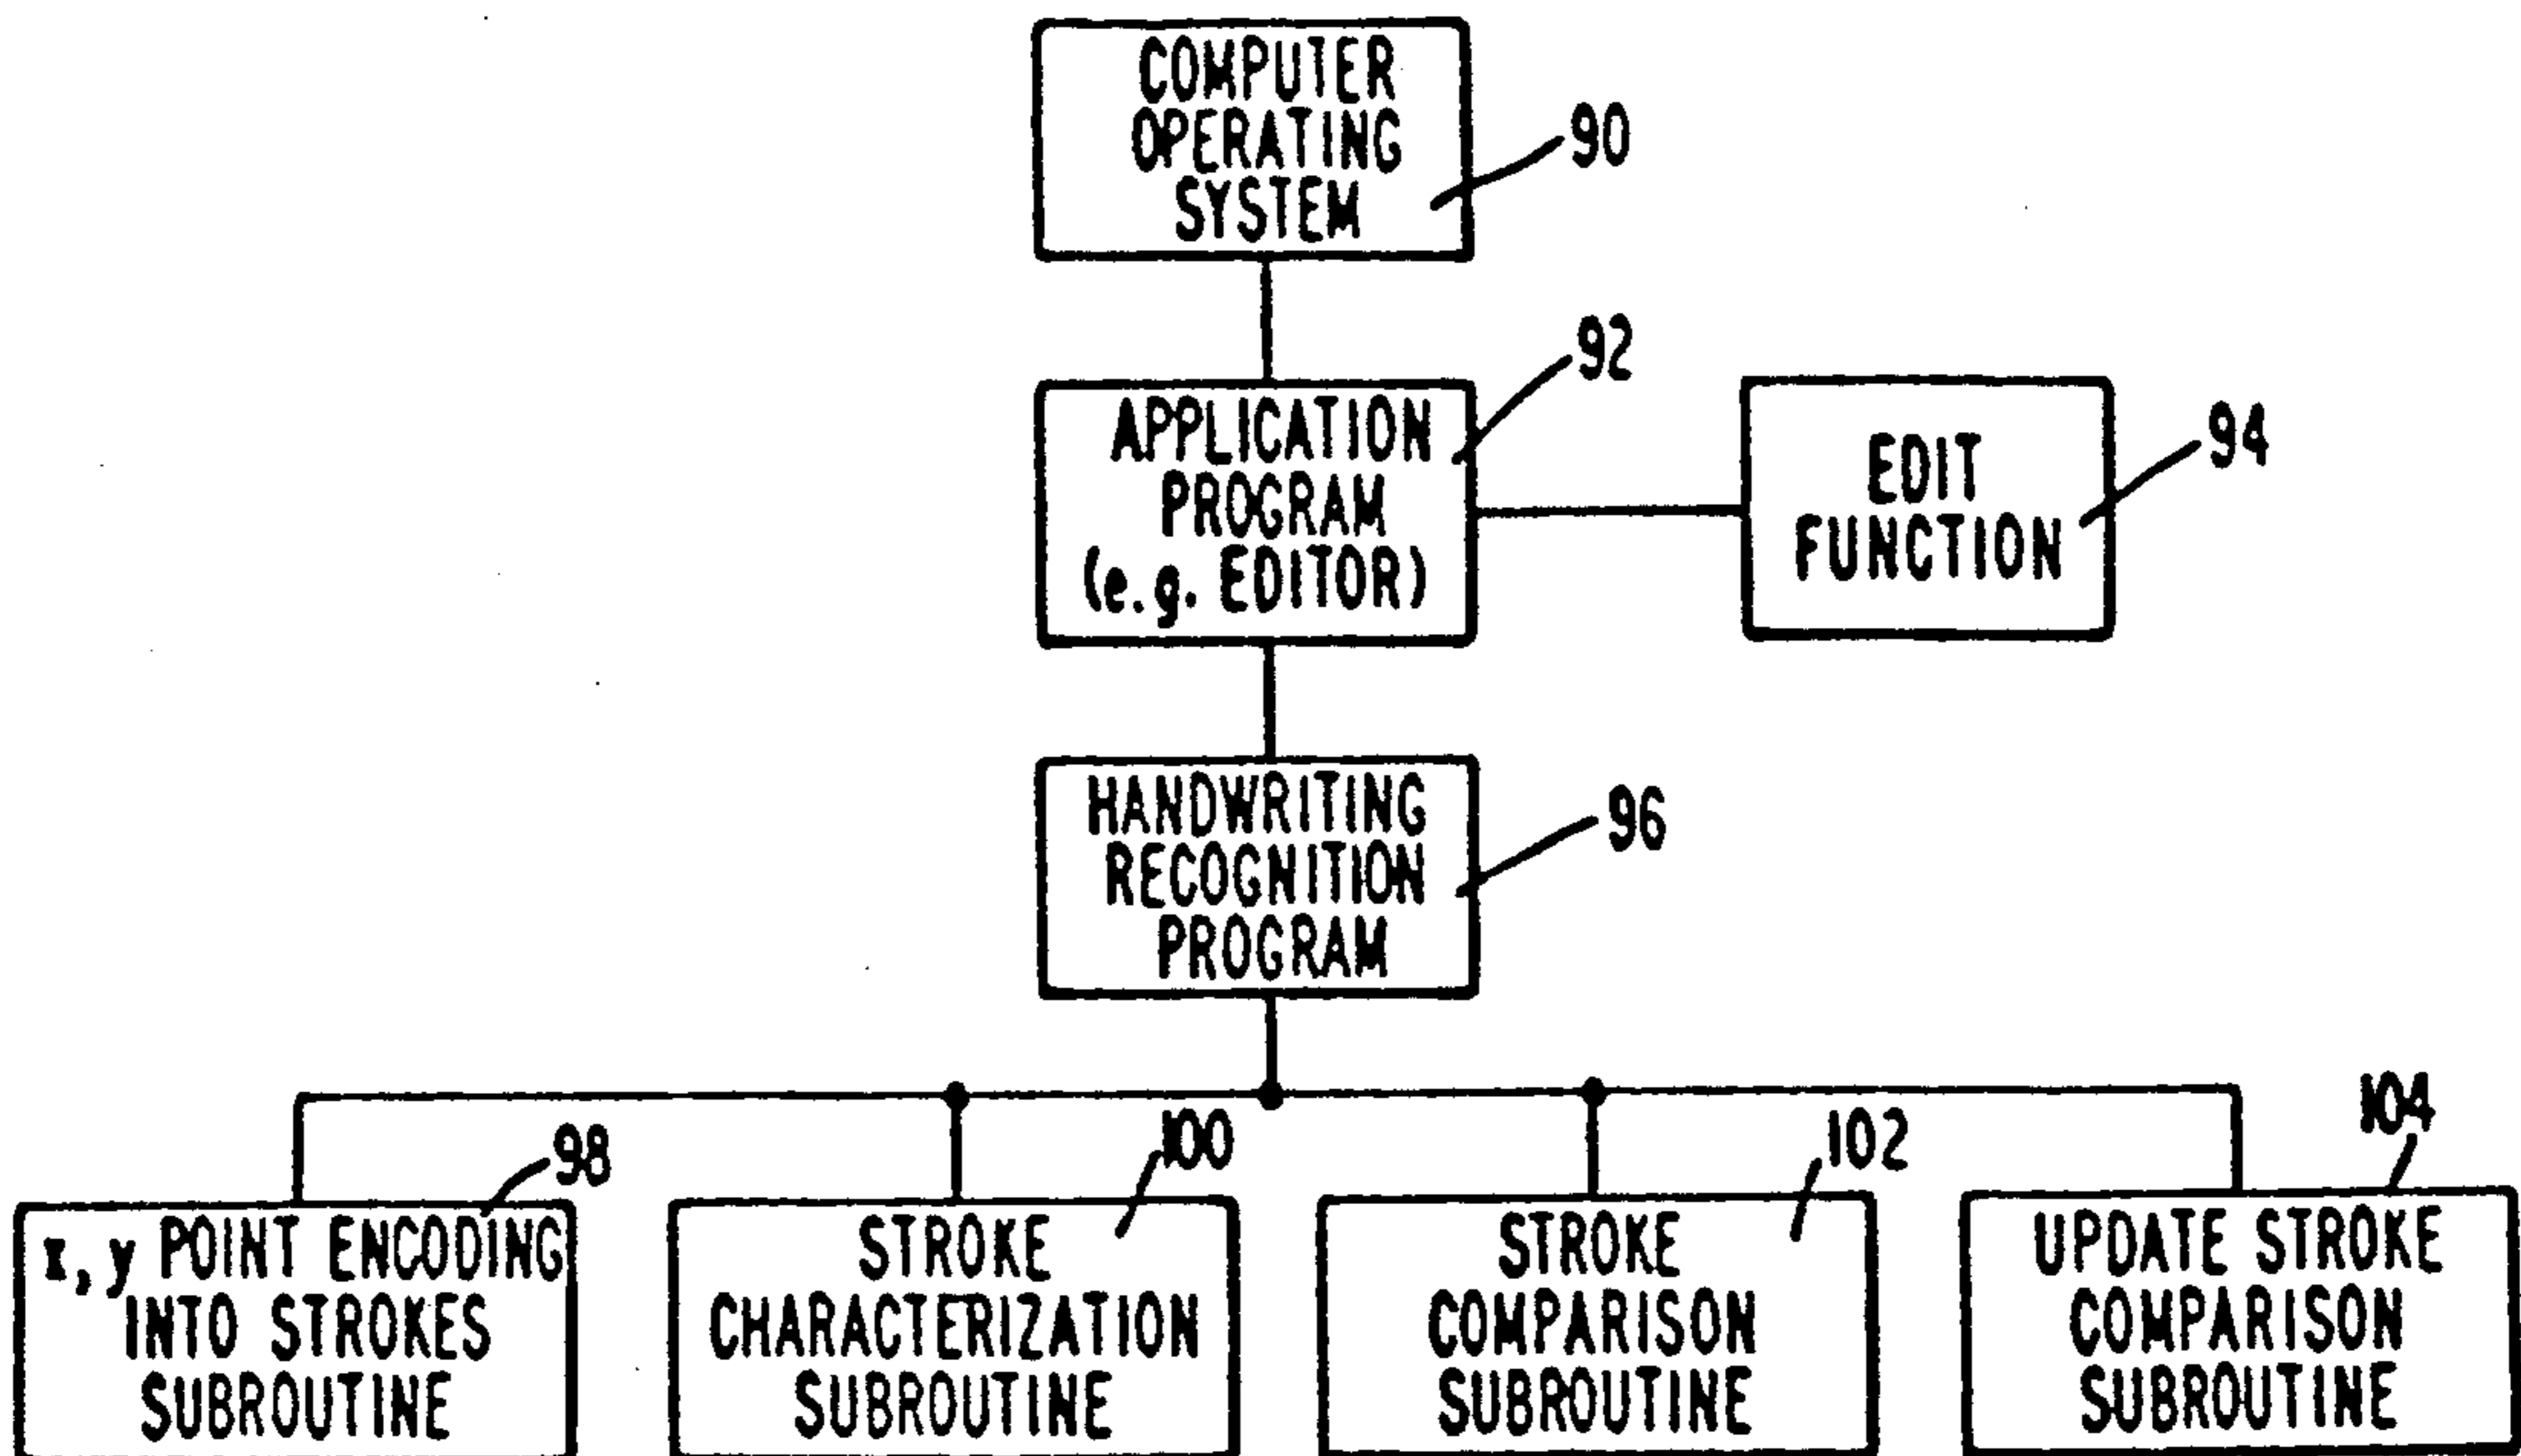 COMPUTER
OPERATING
SYSTEM
90
APPLICATION
PROGRAM
(e.g. EDITOR)
92
EDIT
FUNCTION
94
HANDWRITING
RECOGNITION
PROGRAM
96
x, y POINT ENCODING
INTO STROKES
SUBROUTINE
98
STROKE
CHARACTERIZATION
SUBROUTINE
100
STROKE
COMPARISON
SUBROUTINE
102
UPDATE STROKE
COMPARISON
SUBROUTINE
104